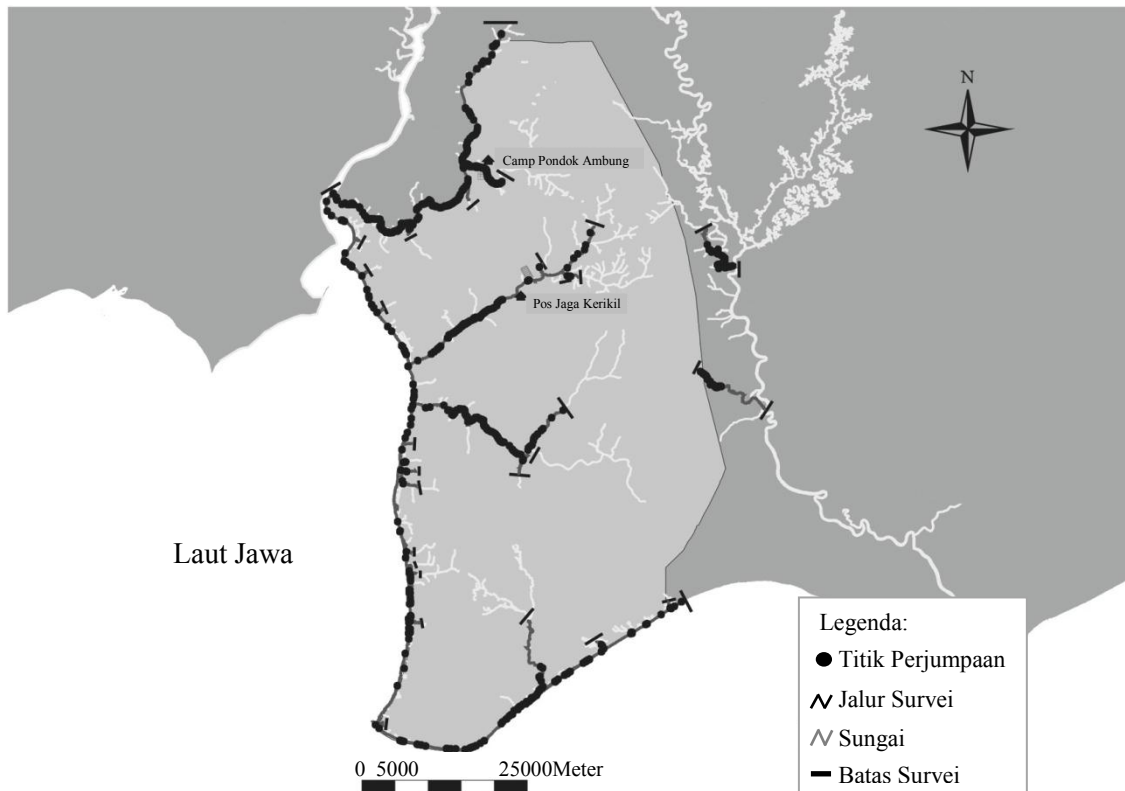 N
Camp Pondok Ambung
Pos Jaga Kerikil
Laut Jawa
Legenda:
Titik Perjumpaan
Jalur Survei
Sungai
Batas Survei
0 5000 25000Meter